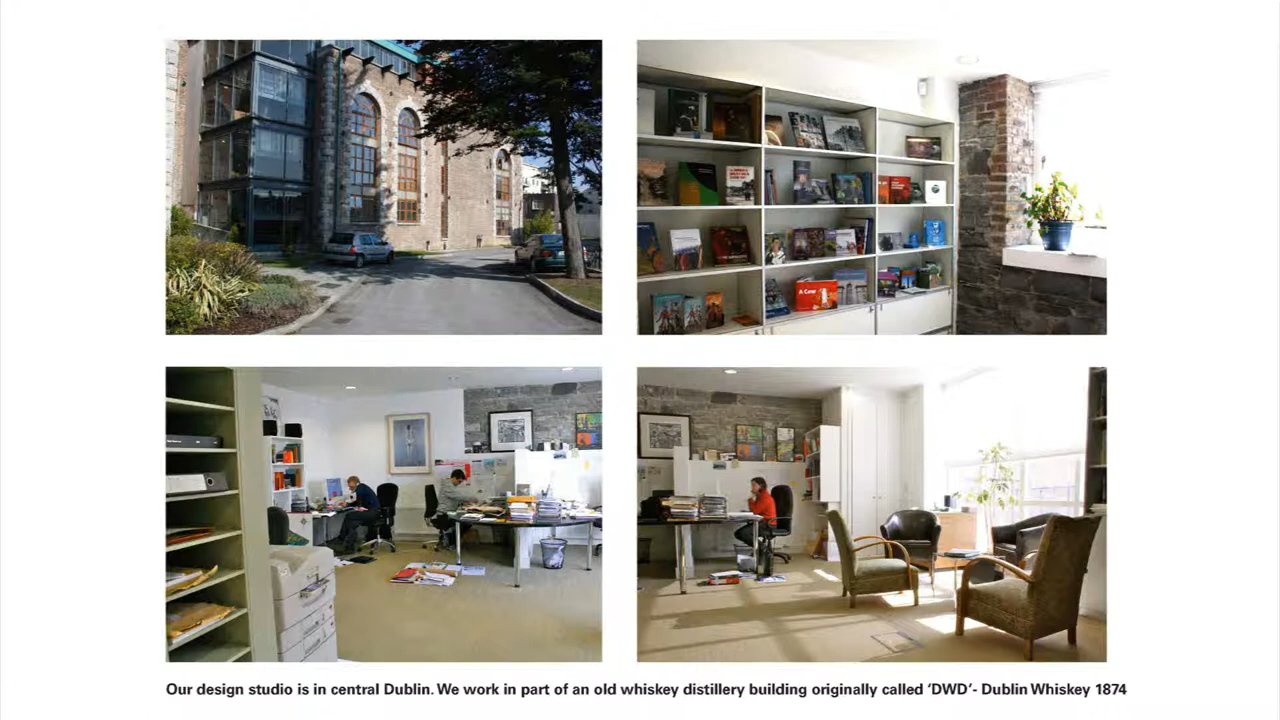 A Cow
Our design studio is in central Dublin. We work in part of an old whiskey distillery building originally called ‘DWD’- Dublin Whiskey 1874